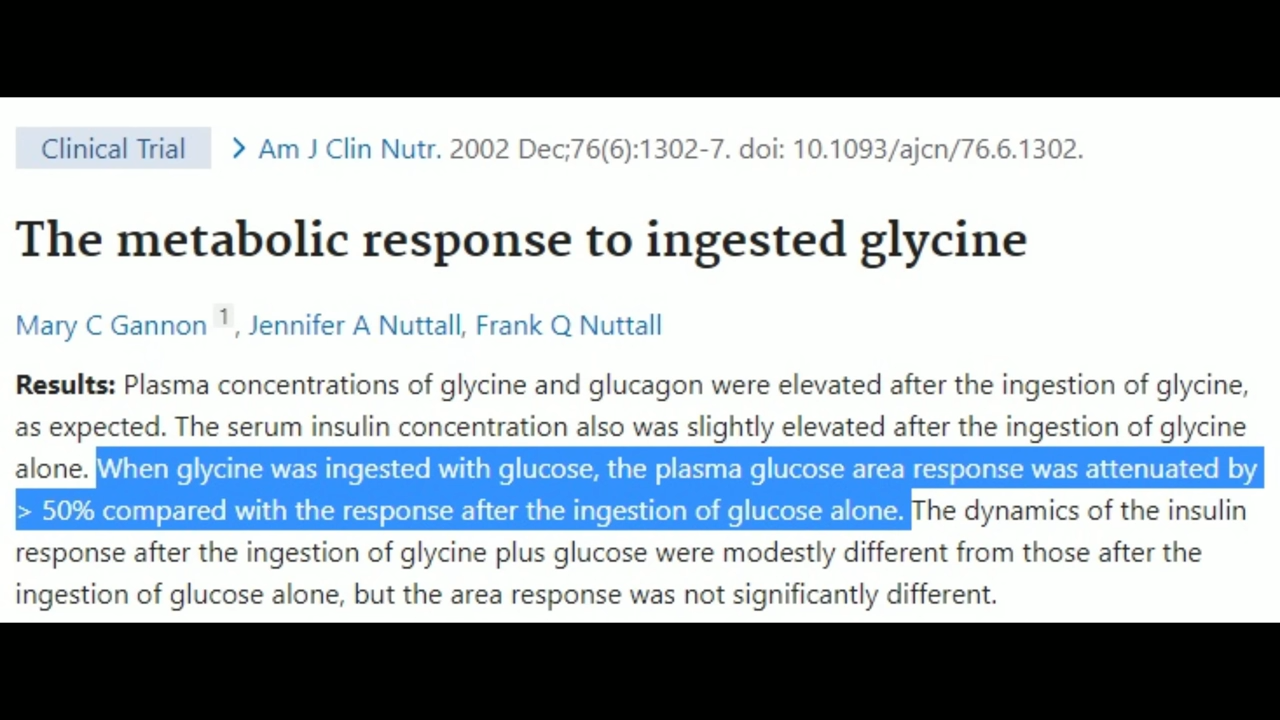 Clinical Trial > Am J Clin Nutr. 2002 Dec;76(6):1302-7. doi: 10.1093/ajcn/76.6.1302.
The metabolic response to ingested glycine
Mary C Gannon 1, Jennifer A Nuttall, Frank Q Nuttall
Results: Plasma concentrations of glycine and glucagon were elevated after the ingestion of glycine,
as expected. The serum insulin concentration also was slightly elevated after the ingestion of glycine
alone. When glycine was ingested with glucose, the plasma glucose area response was attenuated by
> 50% compared with the response after the ingestion of glucose alone. The dynamics of the insulin
response after the ingestion of glycine plus glucose were modestly different from those after the
ingestion of glucose alone, but the area response was not significantly different.